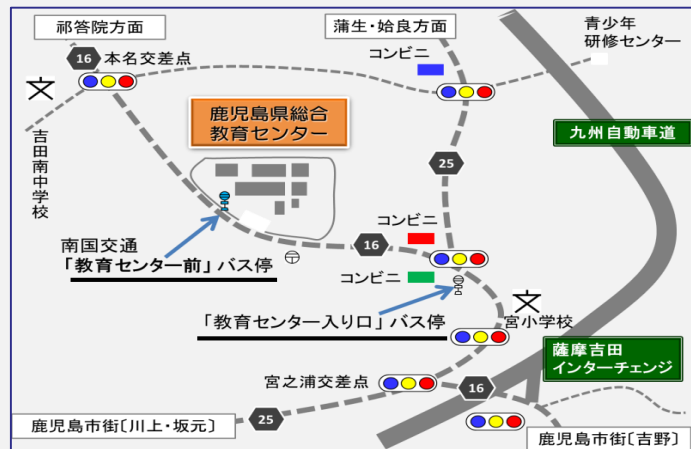 祁答院方面
蒲生・姶良方面
青少年
研修センター
16
本名交差点
コンビニ
文
吉田南中学校
鹿児島県総合
教育センター
九州自動車道
25
コンビニ
南国交通
「教育センター前」バス停
〒
16
コンビニ
「教育センター入り口」バス停
文
宮小学校
薩摩吉田
インターチェンジ
宮之浦交差点
16
鹿児島市街〔川上・坂元〕
25
鹿児島市街〔吉野〕